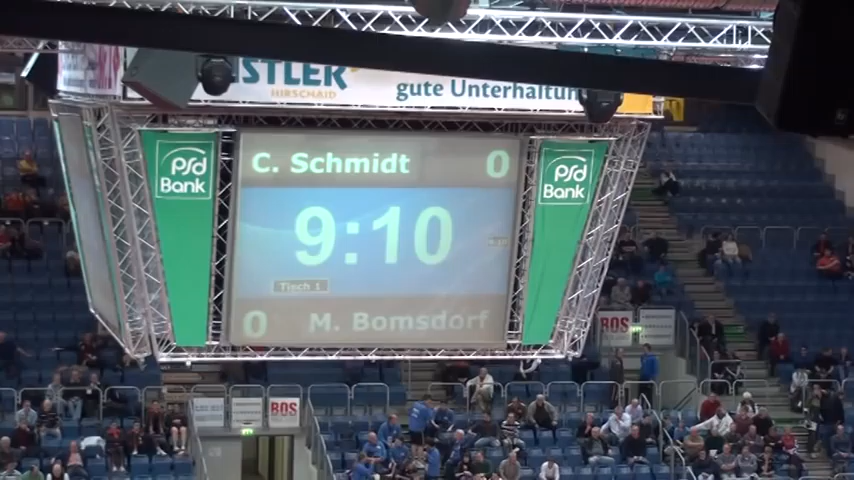 STLER
HIRSCHAID
gute Unterhaltun
psd
Bank
C. Schmidt 0
9:10
Tisch 1
0 M. Bomsdorf
psd
Bank
BOS
BOS